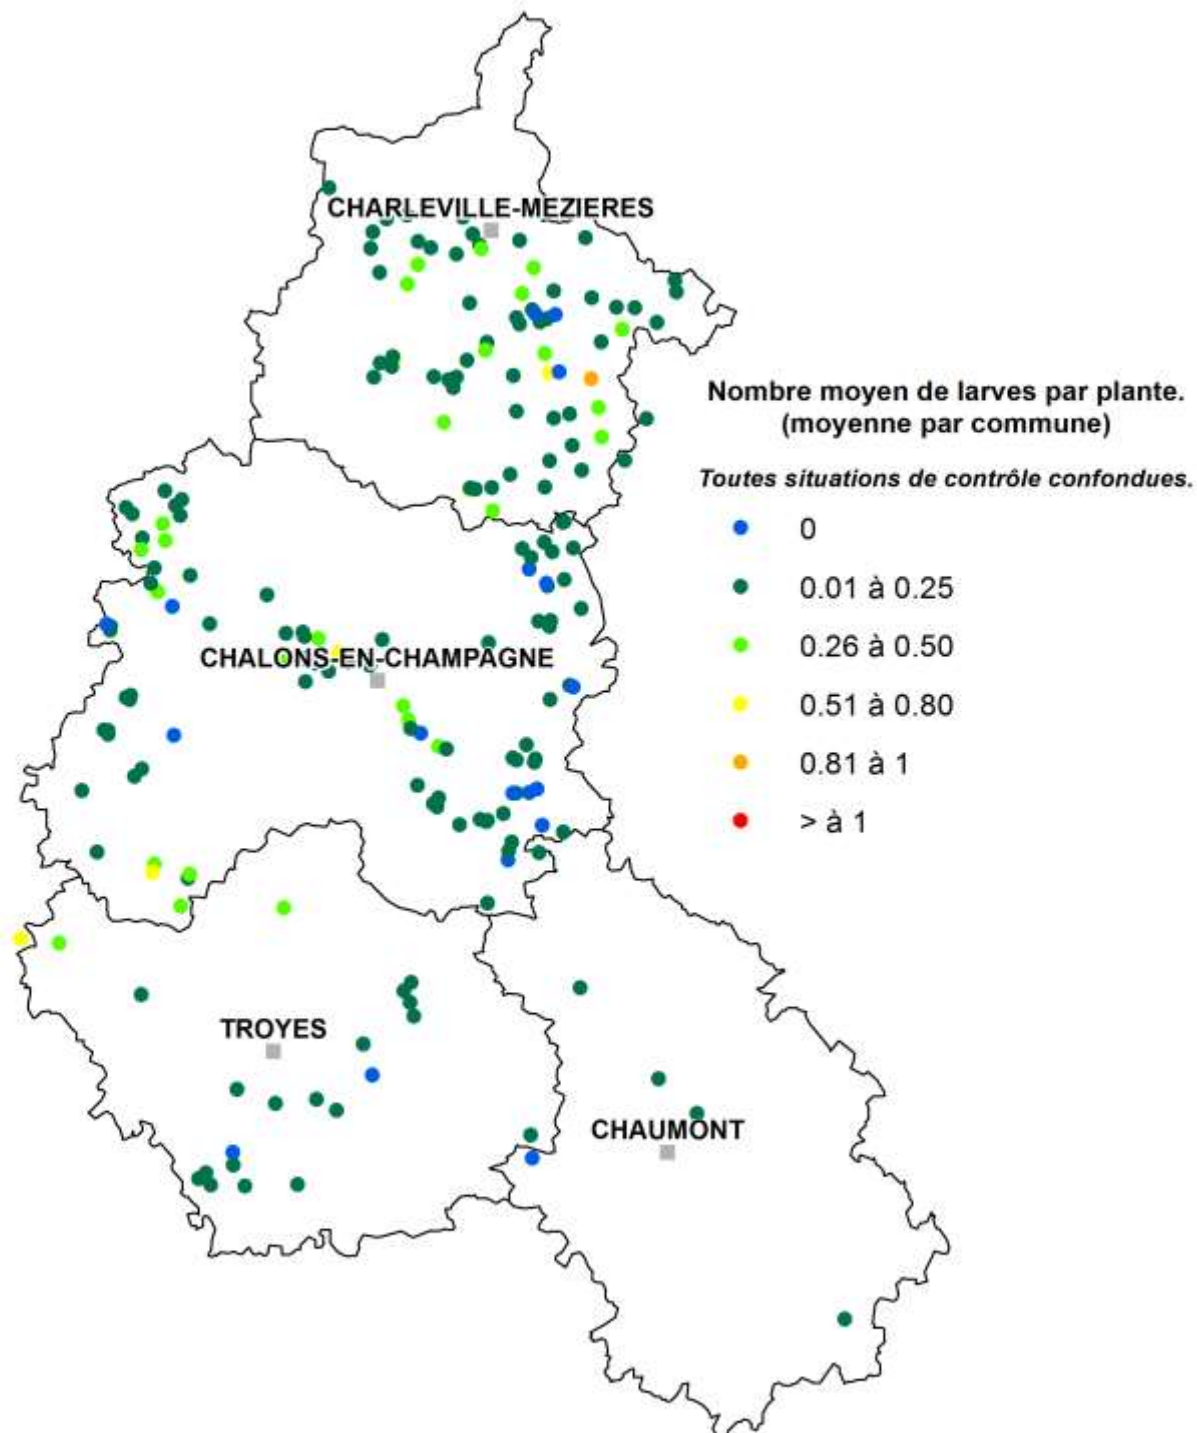 CHARLEVILLE-MEZIERES
Nombre moyen de larves par plante.
(moyenne par commune)
Toutes situations de contrôle confondues.
0
0.01 à 0.25
0.26 à 0.50
0.51 à 0.80
0.81 à 1
> à 1
CHALONS-EN-CHAMPAGNE
TROYES
CHAUMONT